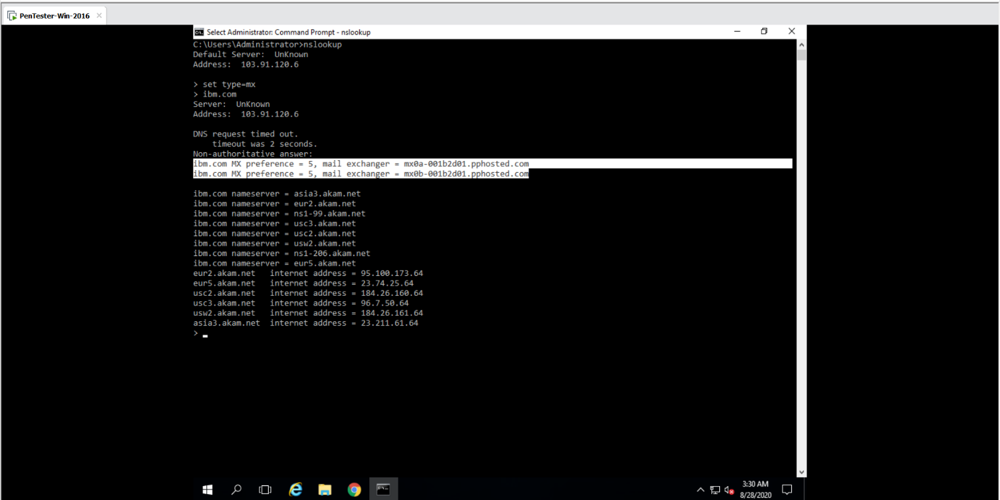 PenTester-Win-2016
Select Administrator: Command Prompt - nslookup
C:\Users\Administrator>nslookup
Default Server:  UnKnown
Address:  103.91.120.6
> set type=mx
> ibm.com
Server:  UnKnown
Address:  103.91.120.6
DNS request timed out.
    timeout was 2 seconds.
Non-authoritative answer:
ibm.com MX preference = 5, mail exchanger = mx0a-001b2d01.pphosted.com
ibm.com MX preference = 5, mail exchanger = mx0b-001b2d01.pphosted.com
ibm.com nameserver = asia3.akam.net
ibm.com nameserver = eur2.akam.net
ibm.com nameserver = ns1-99.akam.net
ibm.com nameserver = usc3.akam.net
ibm.com nameserver = usc2.akam.net
ibm.com nameserver = usw2.akam.net
ibm.com nameserver = ns1-206.akam.net
ibm.com nameserver = eur5.akam.net
eur2.akam.net   internet address = 95.100.173.64
eur5.akam.net   internet address = 23.74.25.64
usc2.akam.net   internet address = 184.26.160.64
usc3.akam.net   internet address = 96.7.50.64
usw2.akam.net   internet address = 184.26.161.64
asia3.akam.net  internet address = 23.211.61.64
>
3:30 AM
8/28/2020